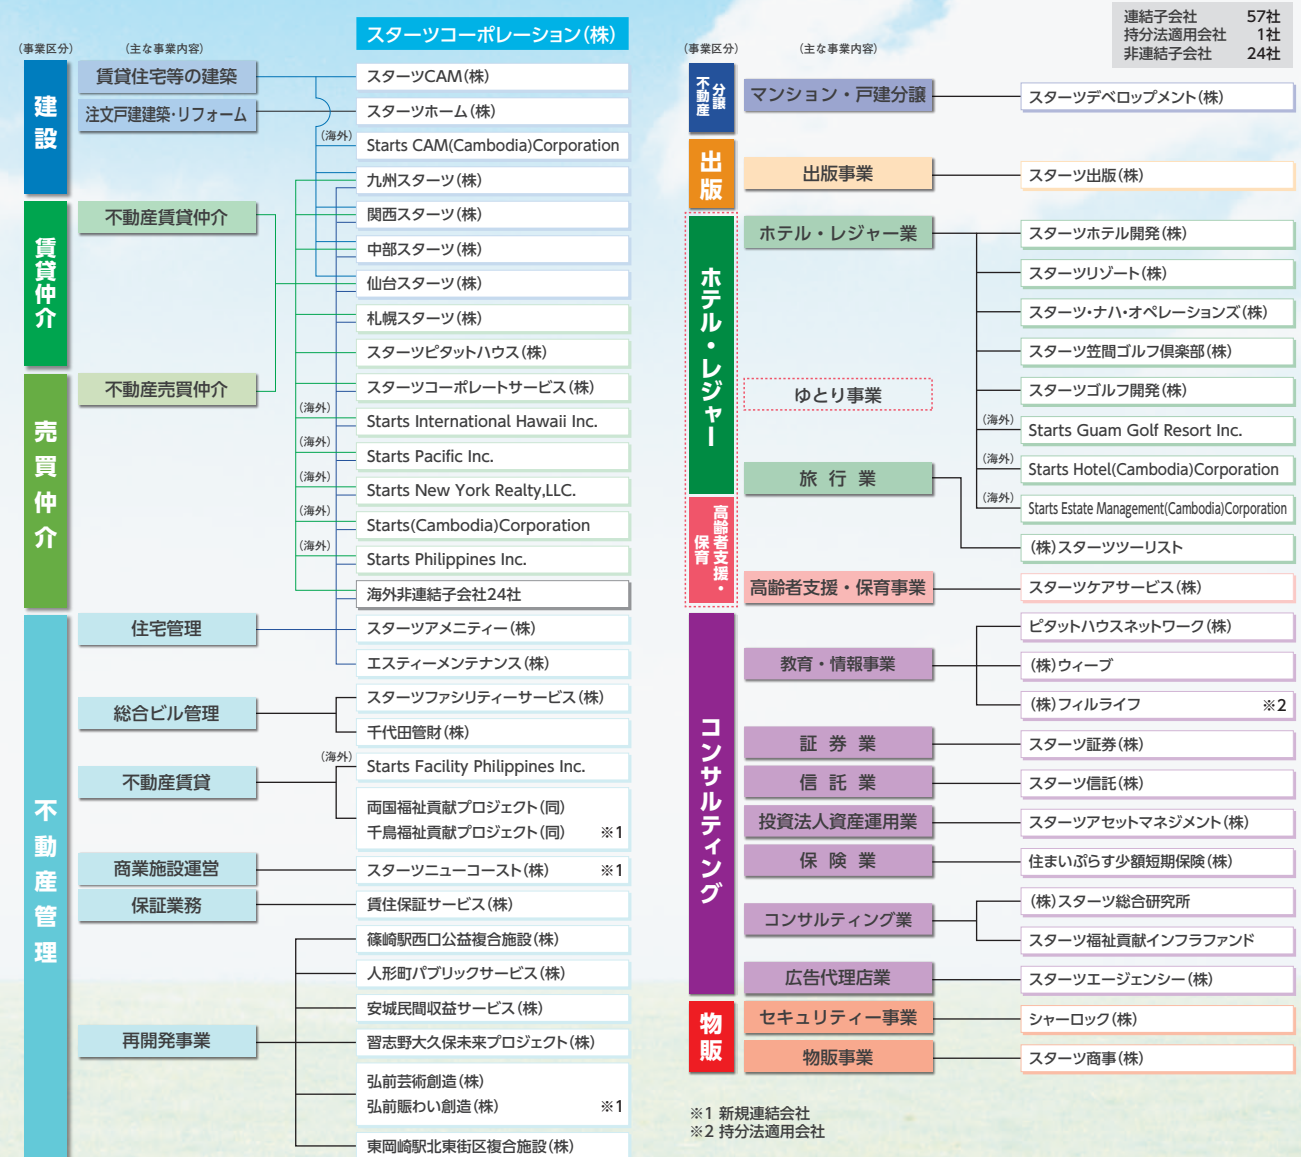 スターツコーポレーション(株)
(事業区分)
(主な事業内容)
建設
賃貸住宅等の建築
注文戸建建築・リフォーム
賃貸仲介
不動産賃貸仲介
売買仲介
不動産売買仲介
不動産管理
住宅管理
総合ビル管理
不動産賃貸
商業施設運営
保証業務
再開発事業
スターツCAM(株)
スターツホーム(株)
(海外)
Starts CAM(Cambodia)Corporation
九州スターツ(株)
関西スターツ(株)
中部スターツ(株)
仙台スターツ(株)
札幌スターツ(株)
スターツピタットハウス(株)
スターツコーポレートサービス(株)
(海外)
Starts International Hawaii Inc.
(海外)
Starts Pacific Inc.
(海外)
Starts New York Realty,LLC.
(海外)
Starts(Cambodia)Corporation
(海外)
Starts Philippines Inc.
海外非連結子会社24社
スターツアメニティー(株)
エスティーメンテナンス(株)
スターツファシリティーサービス(株)
千代田管財(株)
(海外)
Starts Facility Philippines Inc.
両国福祉貢献プロジェクト(同)
千鳥福祉貢献プロジェクト(同) ※1
スターツニューコースト(株) ※1
賃住保証サービス(株)
篠崎駅西口公益複合施設(株)
人形町パブリックサービス(株)
安城民間収益サービス(株)
習志野大久保未来プロジェクト(株)
弘前芸術創造(株)
弘前賑わい創造(株) ※1
東岡崎駅北東街区複合施設(株)
連結子会社 57社
持分法適用会社 1社
非連結子会社 24社
(事業区分)
(主な事業内容)
分譲
不動産
マンション・戸建分譲
スターツデベロップメント(株)
出版
出版事業
スターツ出版(株)
ホテル・レジャー
ホテル・レジャー業
ゆとり事業
旅行業
スターツホテル開発(株)
スターツリゾート(株)
スターツ・ナハ・オペレーションズ(株)
スターツ笠間ゴルフ倶楽部(株)
スターツゴルフ開発(株)
(海外)
Starts Guam Golf Resort Inc.
(海外)
Starts Hotel(Cambodia)Corporation
(海外)
Starts Estate Management(Cambodia)Corporation
(株)スターツツーリスト
高齢者支援・
保育
高齢者支援・保育事業
スターツケアサービス(株)
コンサルティング
教育・情報事業
ピタットハウスネットワーク(株)
(株)ウィーブ
(株)フィルライフ ※2
証券業
スターツ証券(株)
信託業
スターツ信託(株)
投資法人資産運用業
スターツアセットマネジメント(株)
保険業
住まいぷらす少額短期保険(株)
コンサルティング業
(株)スターツ総合研究所
スターツ福祉貢献インフラファンド
広告代理店業
スターツエージェンシー(株)
物販
セキュリティー事業
シャーロック(株)
物販事業
スターツ商事(株)
※1 新規連結会社
※2 持分法適用会社